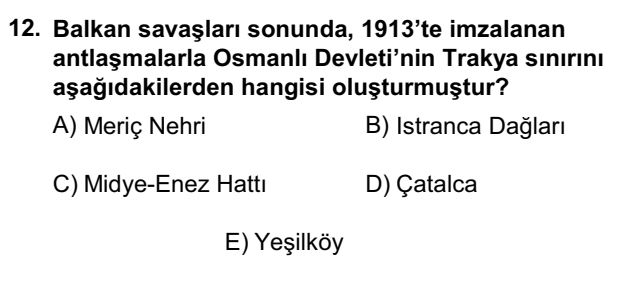 12. Balkan savaşları sonunda, 1913'te imzalanan
antlaşmalarla Osmanlı Devleti'nin Trakya sınırını
aşağıdakilerden hangisi oluşturmuştur?
A) Meriç Nehri B) Istranca Dağları
C) Midye-Enez Hattı D) Çatalca
E) Yeşilköy